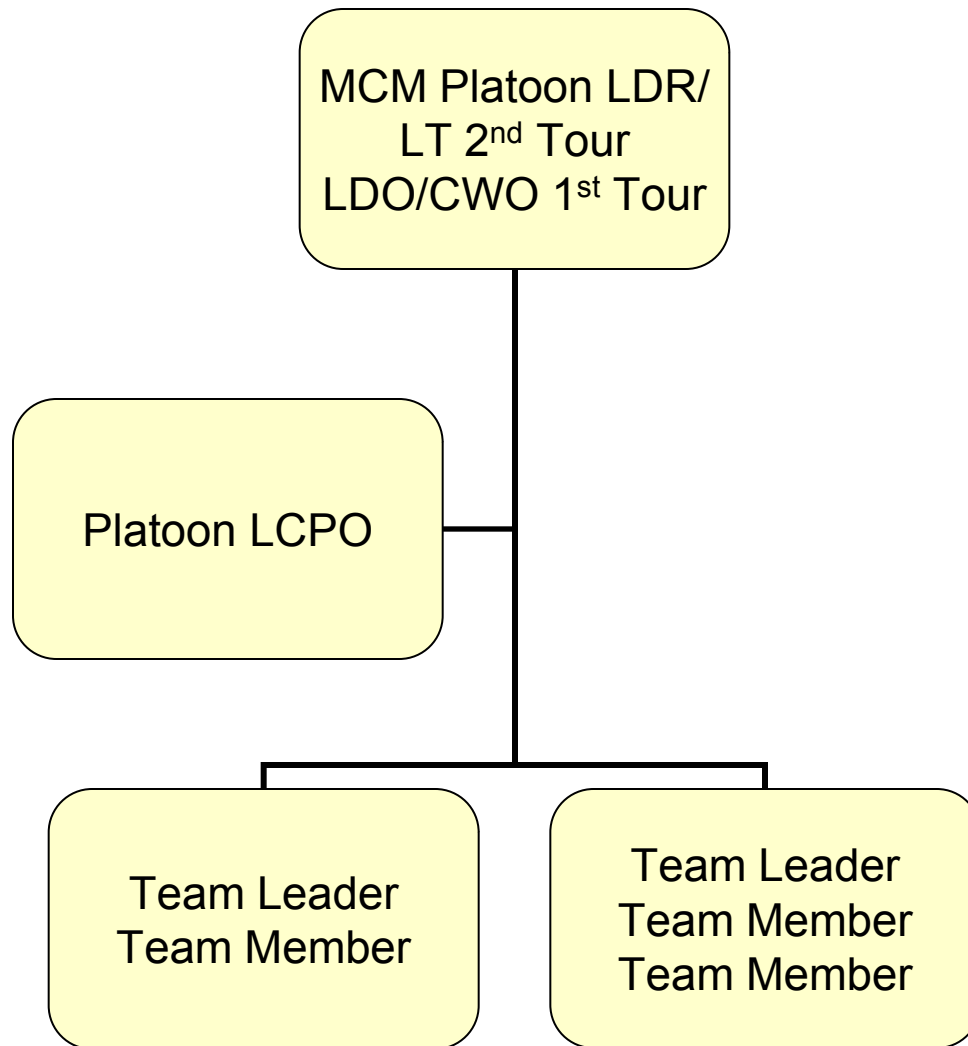 MCM Platoon LDR/
LT 2nd Tour
LDO/CWO 1st Tour
Platoon LCPO
Team Leader
Team Member
Team Leader
Team Member
Team Member